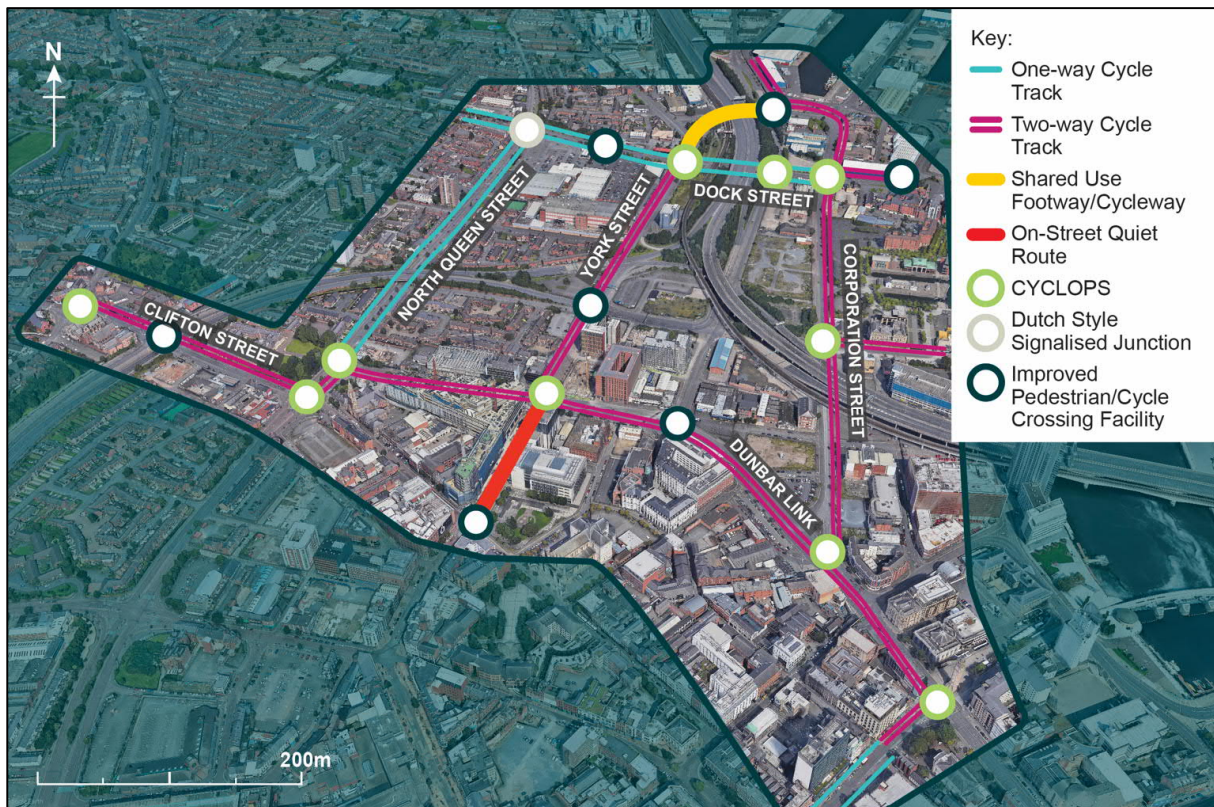 N
Key:
One-way Cycle
Track
Two-way Cycle
Track
Shared Use
Footway/Cycleway
On-Street Quiet
Route
CYCLOPS
Dutch Style
Signalised Junction
Improved
Pedestrian/Cycle
Crossing Facility
NORTH QUEEN STREET
YORK STREET
DOCK STREET
CORPORATION STREET
CLIFTON STREET
DUNBAR LINK
200m